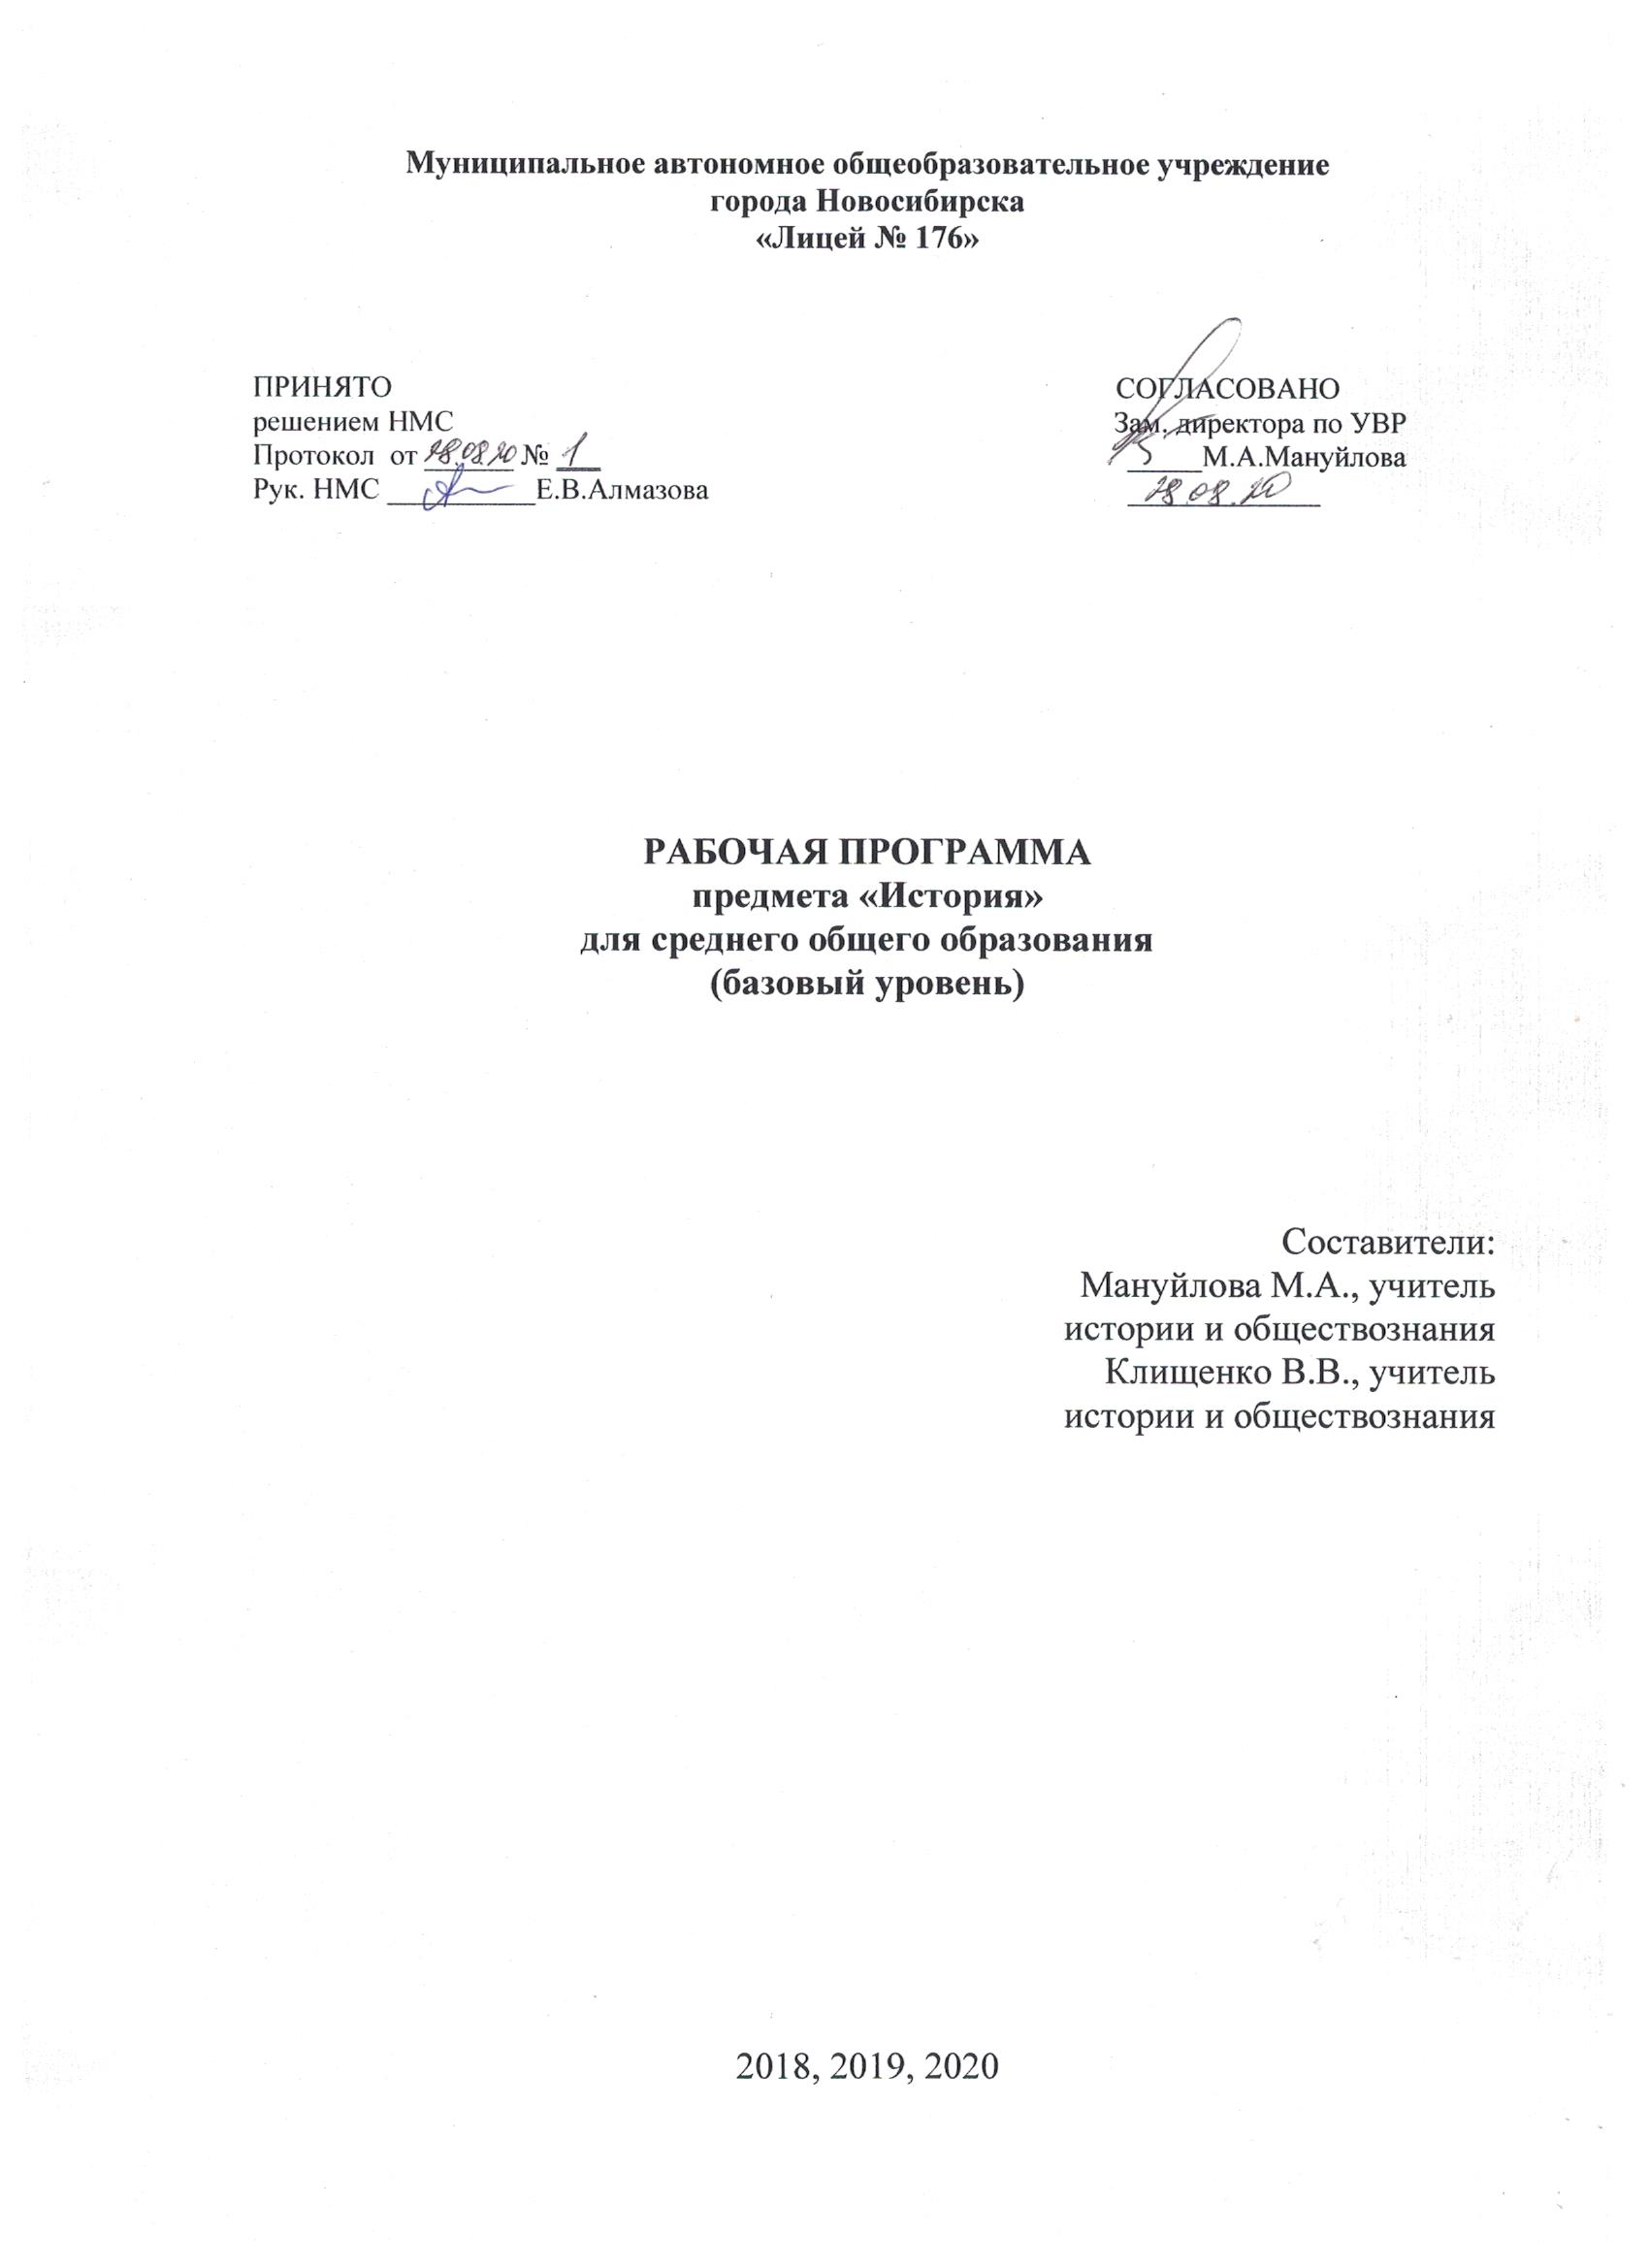 Муниципальное автономное общеобразовательное учреждение
города Новосибирска
«Лицей № 176»
ПРИНЯТО
решением НМС
Протокол от 28.08.20 № 1
Рук. НМС __________Е.В.Алмазова
СОГЛАСОВАНО
Зам. директора по УВР
_____М.А.Мануйлова
28.08.20
РАБОЧАЯ ПРОГРАММА
предмета «История»
для среднего общего образования
(базовый уровень)
Составители:
Мануйлова М.А., учитель
истории и обществознания
Клищенко В.В., учитель
истории и обществознания
2018, 2019, 2020